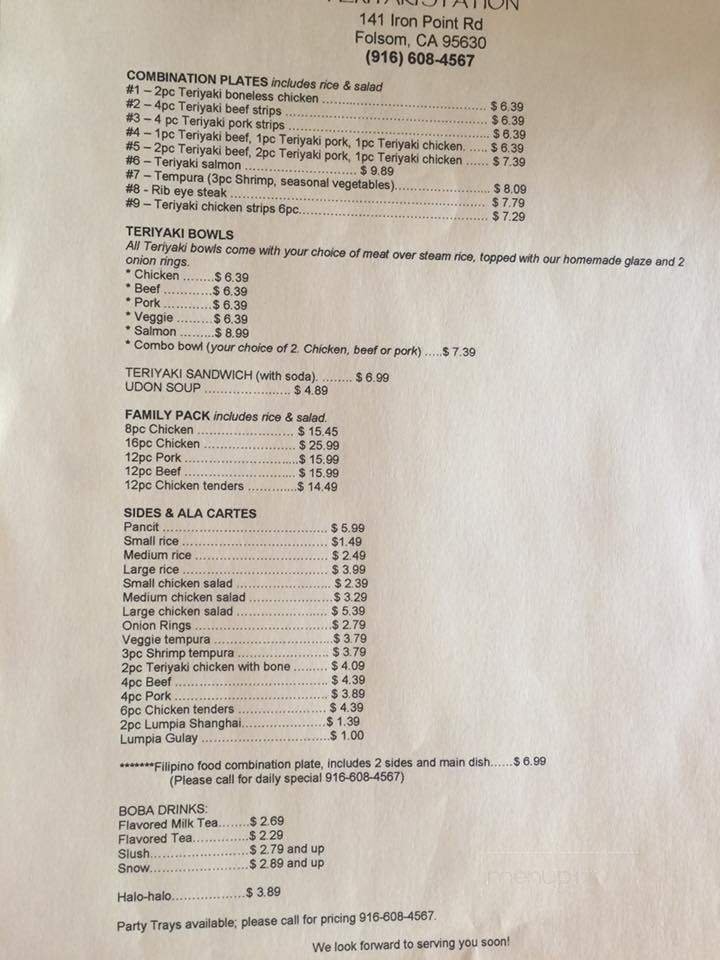 141 Iron Point Rd
Folsom, CA 95630
(916) 608-4567
COMBINATION PLATES includes rice & salad
#1 – 2pc Teriyaki boneless chicken ........ $ 6.39
#2 – 4pc Teriyaki beef strips ........ $ 6.39
#3 – 4 pc Teriyaki pork strips ........ $ 6.39
#4 – 1pc Teriyaki beef, 1pc Teriyaki pork, 1pc Teriyaki chicken. ..... $ 6.39
#5 – 2pc Teriyaki beef, 2pc Teriyaki pork, 1pc Teriyaki chicken ...... $ 7.39
#6 – Teriyaki salmon ........ $ 9.89
#7 – Tempura (3pc Shrimp, seasonal vegetables)........ $ 8.09
#8 - Rib eye steak ........ $ 7.79
#9 – Teriyaki chicken strips 6pc........ $ 7.29
TERIYAKI BOWLS
All Teriyaki bowls come with your choice of meat over steam rice, topped with our homemade glaze and 2
onion rings.
* Chicken ........$ 6.39
* Beef ............$ 6.39
* Pork ............$ 6.39
* Veggie .........$ 6.39
* Salmon .........$ 8.99
* Combo bowl (your choice of 2. Chicken, beef or pork) .....$ 7.39
TERIYAKI SANDWICH (with soda). ........ $ 6.99
UDON SOUP ...................... $ 4.89
FAMILY PACK includes rice & salad.
8pc Chicken ........................ $ 15.45
16pc Chicken ...................... $ 25.99
12pc Pork ............................$ 15.99
12pc Beef ............................$ 15.99
12pc Chicken tenders ............$ 14.49
SIDES & ALA CARTES
Pancit ........................................ $ 5.99
Small rice .................................... $1.49
Medium rice ................................ $ 2.49
Large rice .................................... $ 3.99
Small chicken salad ....................... $ 2.39
Medium chicken salad .................... $ 3.29
Large chicken salad ....................... $ 5.39
Onion Rings .................................$ 2.79
Veggie tempura .............................$ 3.79
3pc Shrimp tempura ...................... $ 3.79
2pc Teriyaki chicken with bone ........ $ 4.09
4pc Beef ..................................... $ 4.39
4pc Pork ..................................... $ 3.89
6pc Chicken tenders ...................... $ 4.39
2pc Lumpia Shanghai.....................$ 1.39
Lumpia Gulay ...............................$ 1.00
*******Filipino food combination plate, includes 2 sides and main dish......$ 6.99
(Please call for daily special 916-608-4567)
BOBA DRINKS:
Flavored Milk Tea........$ 2.69
Flavored Tea..............$ 2.29
Slush........................$ 2.79 and up
Snow........................$ 2.89 and up
Halo-halo..................$ 3.89
Party Trays available; please call for pricing 916-608-4567.
We look forward to serving you soon!